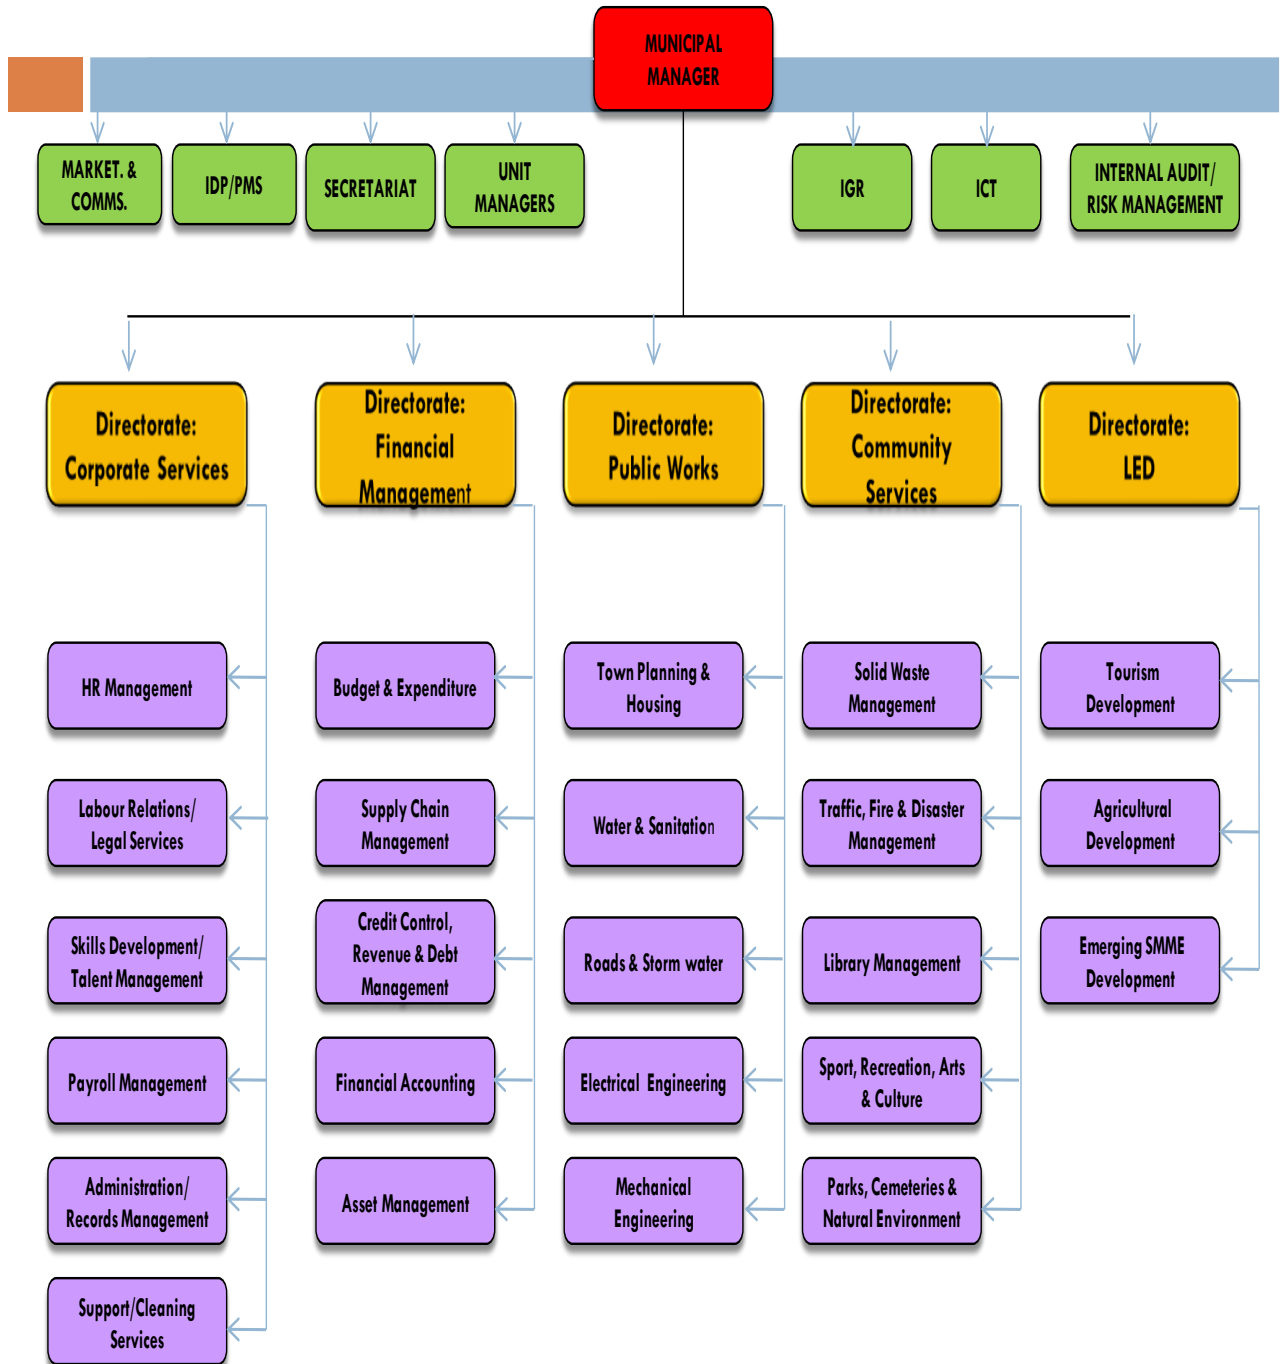 MUNICIPAL
MANAGER
MARKET. &
COMMS.
IDP/PMS
SECRETARIAT
UNIT
MANAGERS
IGR
ICT
INTERNAL AUDIT/
RISK MANAGEMENT
Directorate:
Corporate Services
Directorate:
Financial
Management
Directorate:
Public Works
Directorate:
Community
Services
Directorate:
LED
HR Management
Labour Relations/
Legal Services
Skills Development/
Talent Management
Payroll Management
Administration/
Records Management
Support/Cleaning
Services
Budget & Expenditure
Supply Chain
Management
Credit Control,
Revenue & Debt
Management
Financial Accounting
Asset Management
Town Planning &
Housing
Water & Sanitation
Roads & Storm water
Electrical Engineering
Mechanical
Engineering
Solid Waste
Management
Traffic, Fire & Disaster
Management
Library Management
Sport, Recreation, Arts
& Culture
Parks, Cemeteries &
Natural Environment
Tourism
Development
Agricultural
Development
Emerging SMME
Development